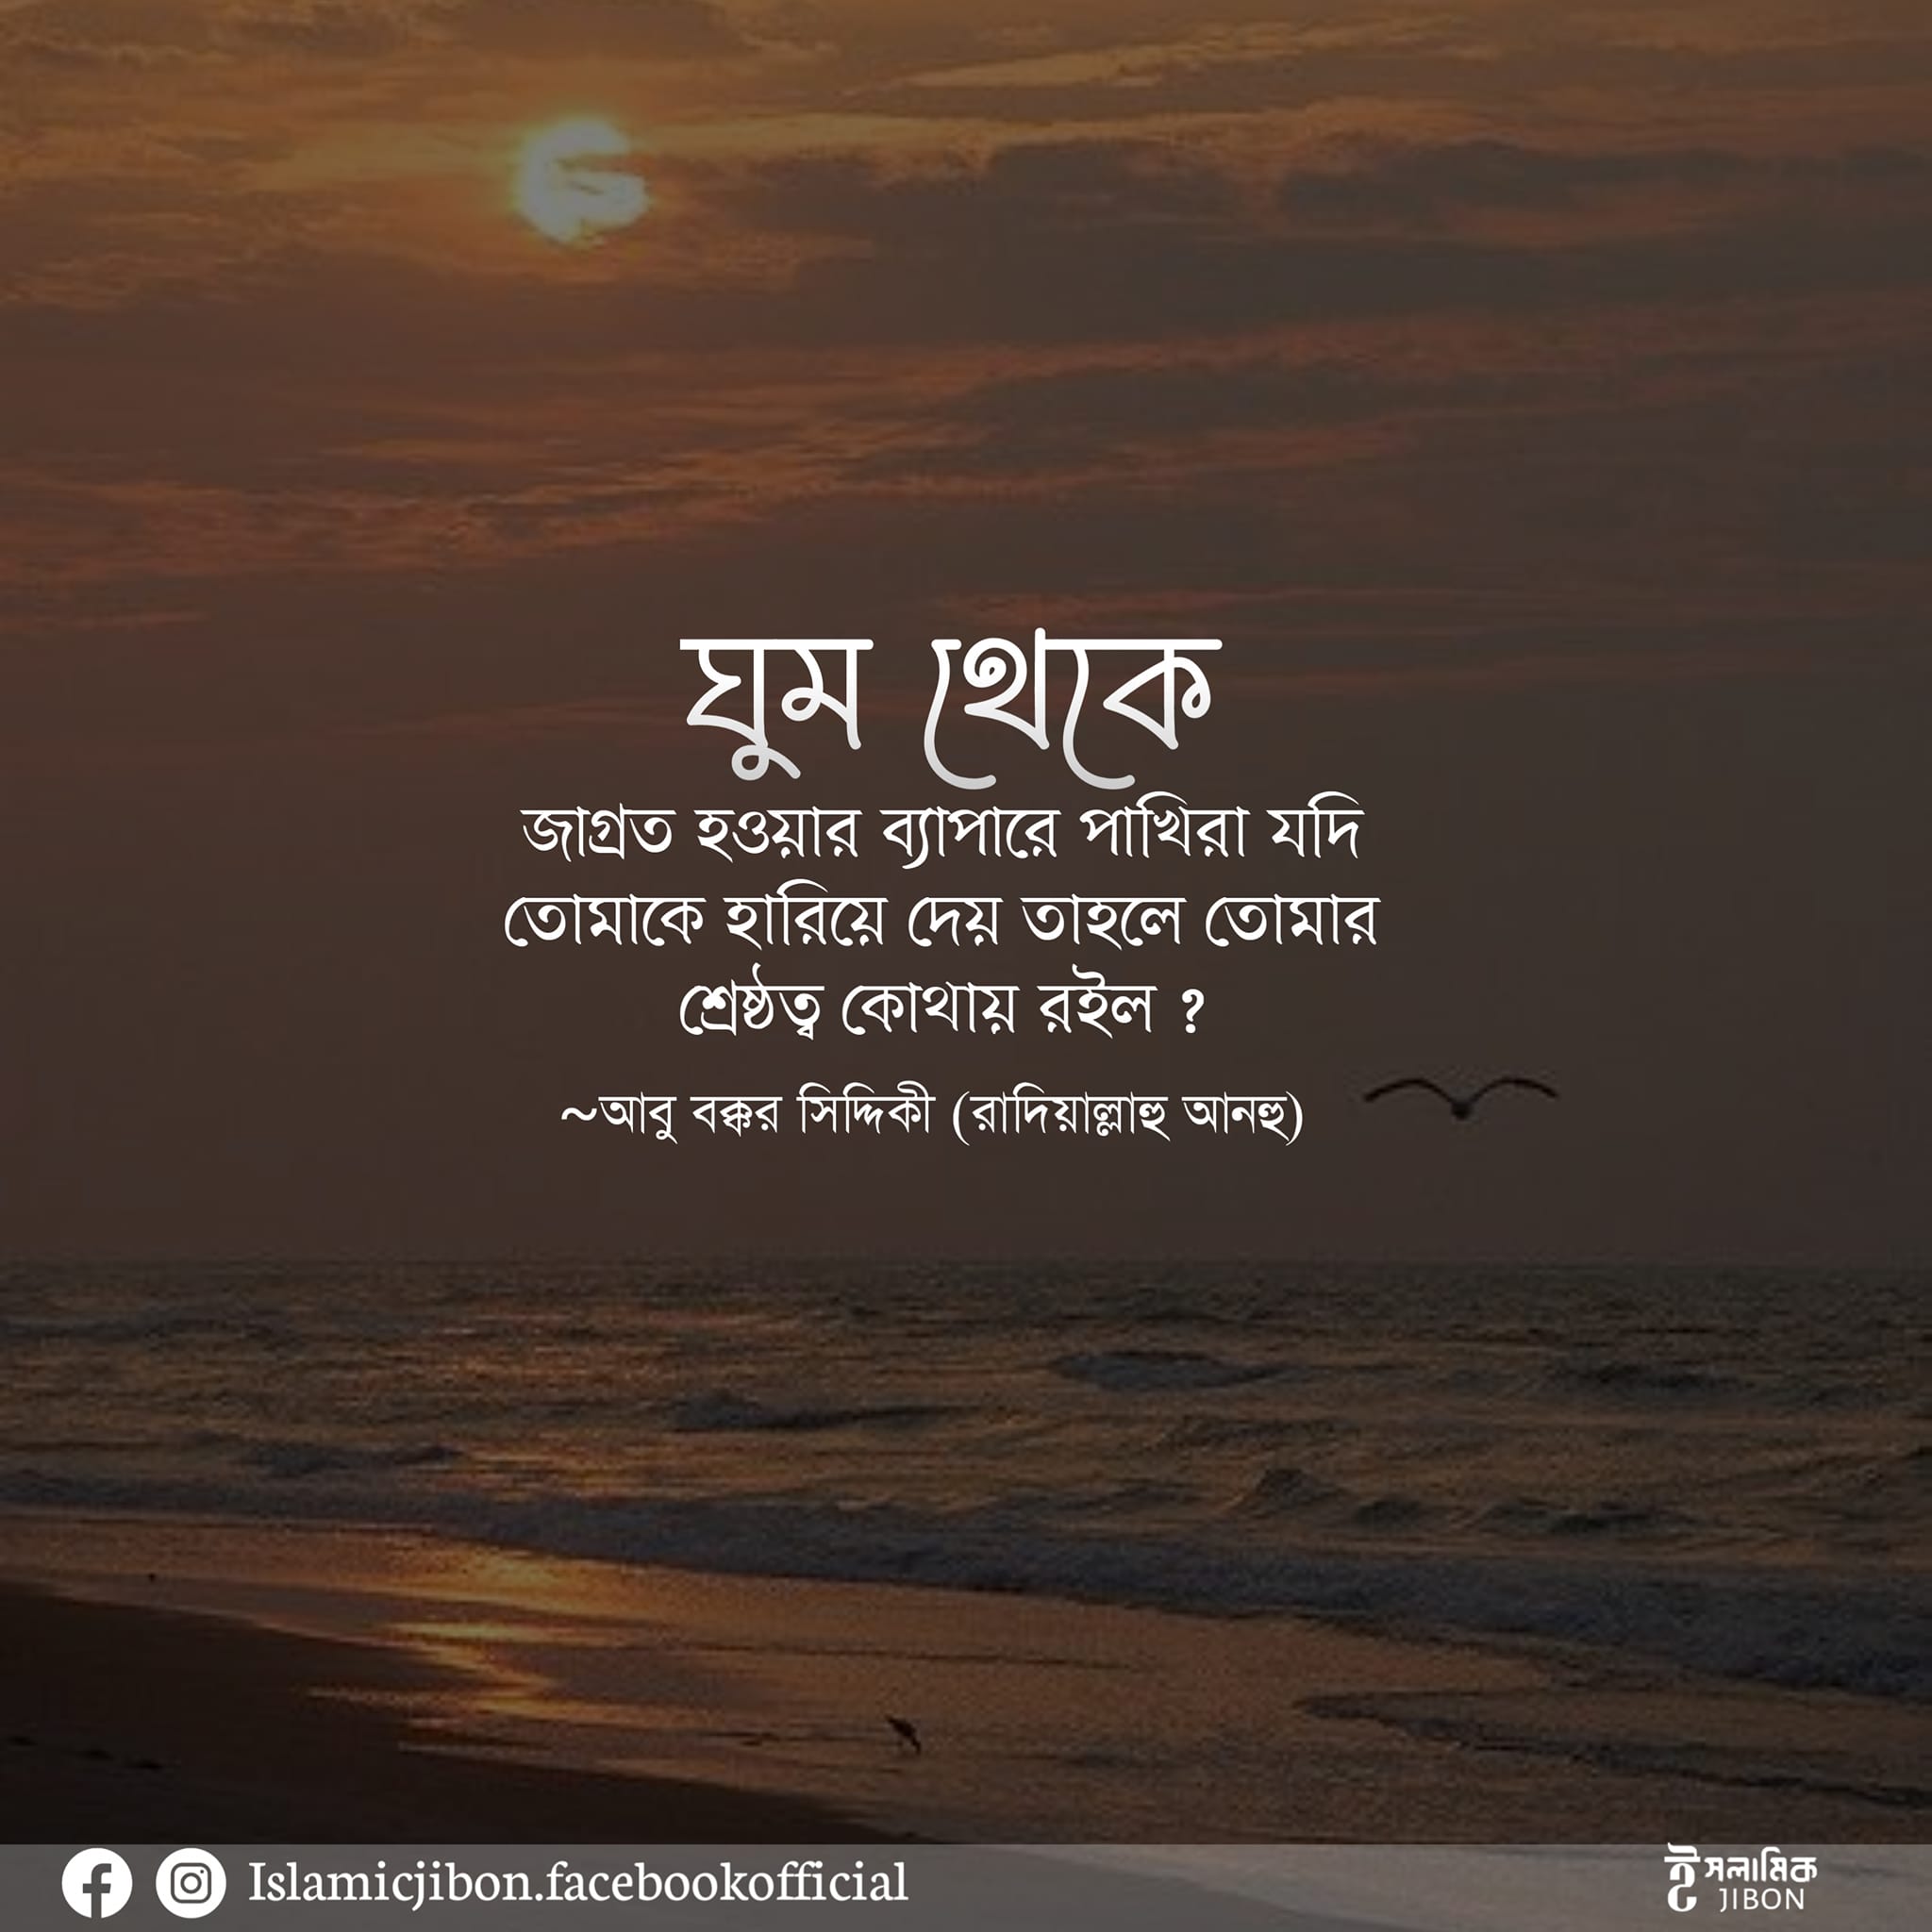 ঘুম থেকে
জাগ্রত হওয়ার ব্যাপারে পাখিরা যদি
তোমাকে হারিয়ে দেয় তাহলে তোমার
শ্রেষ্ঠত্ব কোথায় রইল ?
~আবু বক্কর সিদ্দিকী (রাদিয়াল্লাহু আনহু)
Islamicjibon.facebookofficial
ইসলামিক
JIBON